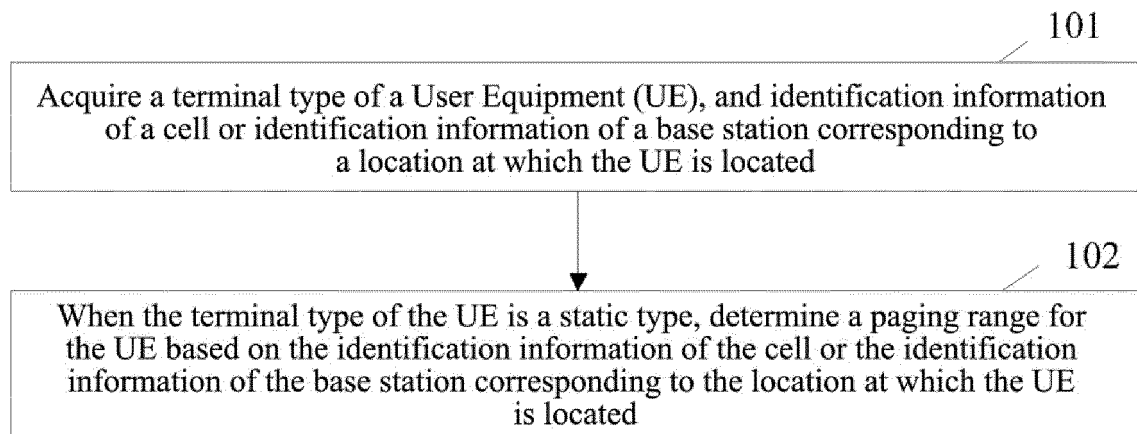 101
Acquire a terminal type of a User Equipment (UE), and identification information
of a cell or identification information of a base station corresponding to
a location at which the UE is located
102
When the terminal type of the UE is a static type, determine a paging range for
the UE based on the identification information of the cell or the identification
information of the base station corresponding to the location at which the UE
is located